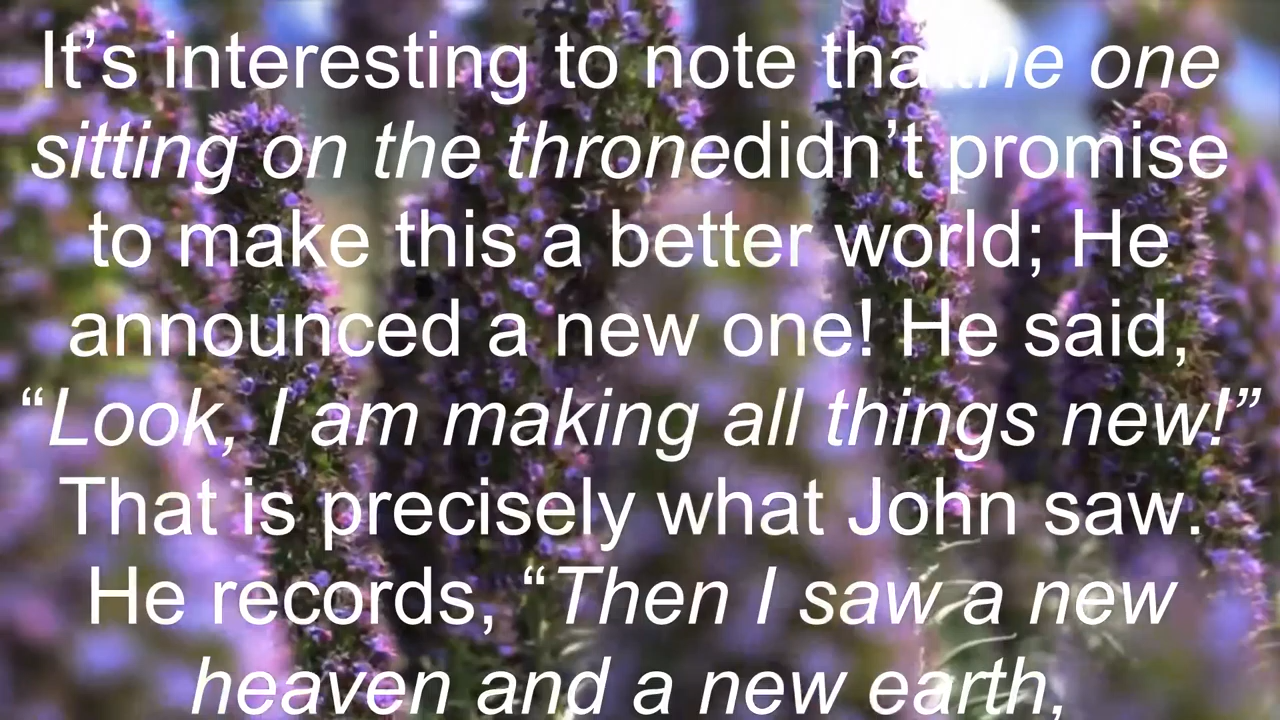 It’s interesting to note that the one
sitting on the thronedidn’t promise
to make this a better world; He
announced a new one! He said,
“Look, I am making all things new!”
That is precisely what John saw.
He records, “Then I saw a new
heaven and a new earth,